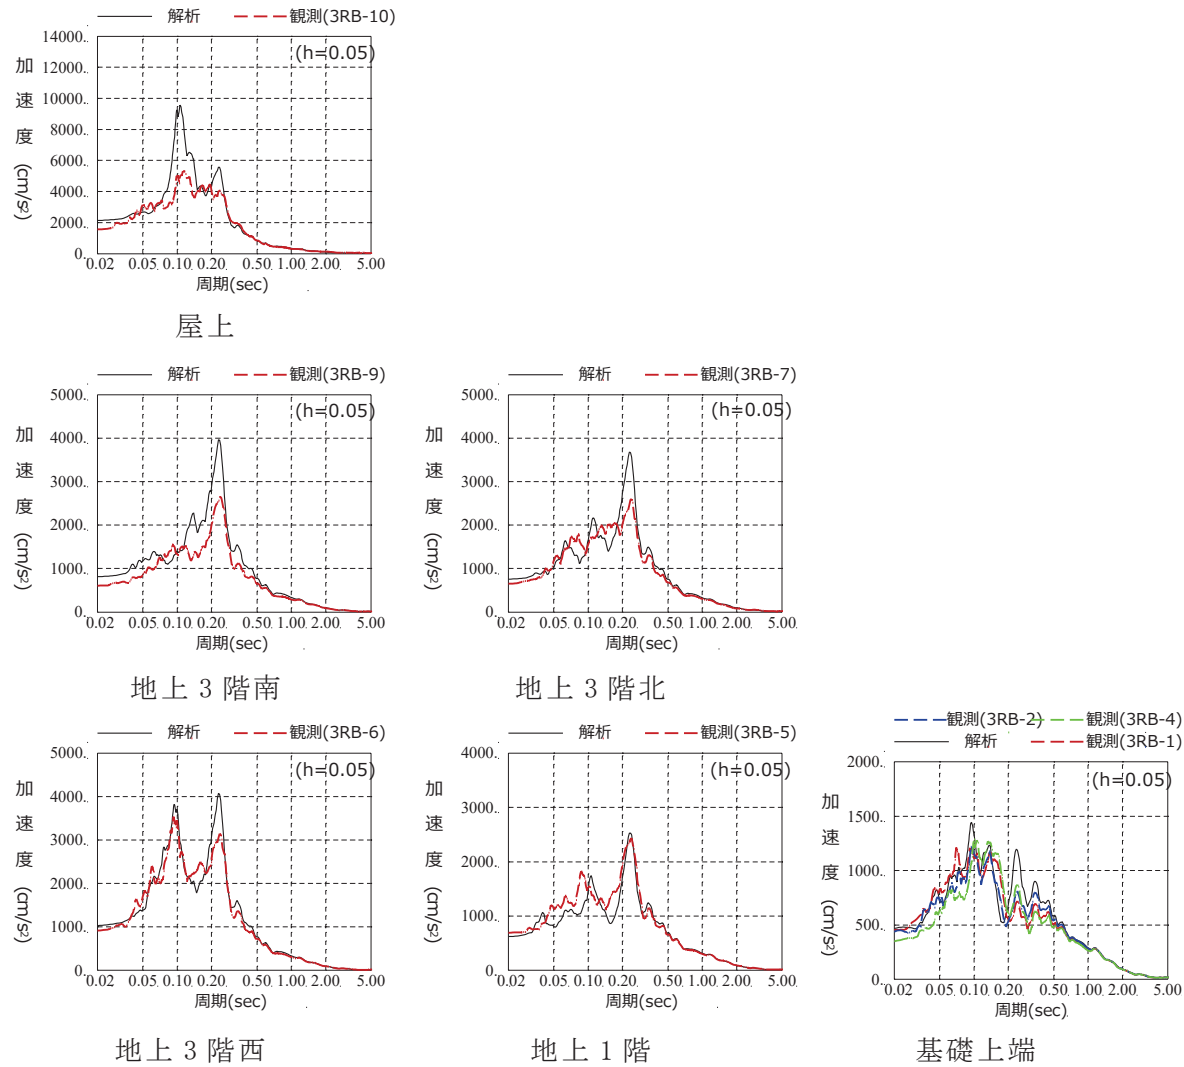 解析 観測(3RB-10)
(h=0.05)
加速度 (cm/s²)
14000.
12000.
10000.
8000.
6000.
4000.
2000.
0.
0.02 0.05 0.10 0.20 0.50 1.00 2.00 5.00
周期(sec)
屋上
解析 観測(3RB-9)
(h=0.05)
加速度 (cm/s²)
5000.
4000.
3000.
2000.
1000.
0.
0.02 0.05 0.10 0.20 0.50 1.00 2.00 5.00
周期(sec)
地上3階南
解析 観測(3RB-7)
(h=0.05)
加速度 (cm/s²)
5000.
4000.
3000.
2000.
1000.
0.
0.02 0.05 0.10 0.20 0.50 1.00 2.00 5.00
周期(sec)
地上3階北
解析 観測(3RB-6)
(h=0.05)
加速度 (cm/s²)
5000.
4000.
3000.
2000.
1000.
0.
0.02 0.05 0.10 0.20 0.50 1.00 2.00 5.00
周期(sec)
地上3階西
解析 観測(3RB-5)
(h=0.05)
加速度 (cm/s²)
4000.
3000.
2000.
1000.
0.
0.02 0.05 0.10 0.20 0.50 1.00 2.00 5.00
周期(sec)
地上1階
観測(3RB-2) 観測(3RB-4)
解析 観測(3RB-1)
(h=0.05)
加速度 (cm/s²)
2000.
1500.
1000.
500.
0.
0.02 0.05 0.10 0.20 0.50 1.00 2.00 5.00
周期(sec)
基礎上端